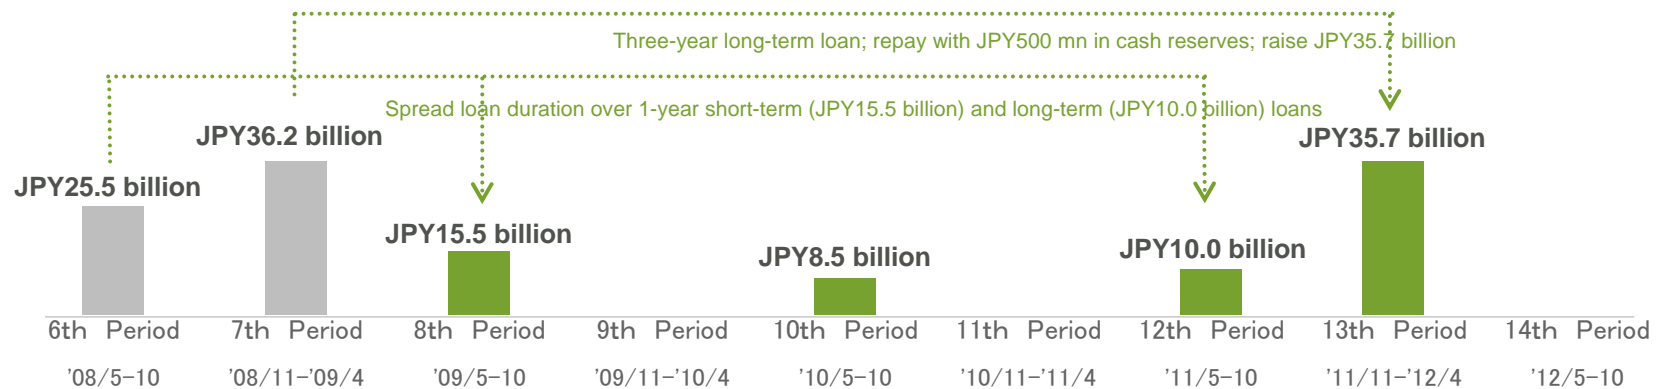 Three-year long-term loan; repay with JPY500 mn in cash reserves; raise JPY35.7 billion
Spread loan duration over 1-year short-term (JPY15.5 billion) and long-term (JPY10.0 billion) loans
JPY25.5 billion
JPY36.2 billion
JPY15.5 billion
JPY8.5 billion
JPY10.0 billion
JPY35.7 billion
6th Period 7th Period 8th Period 9th Period 10th Period 11th Period 12th Period 13th Period 14th Period
'08/5-10 '08/11-'09/4 '09/5-10 '09/11-'10/4 '10/5-10 '10/11-'11/4 '11/5-10 '11/11-'12/4 '12/5-10